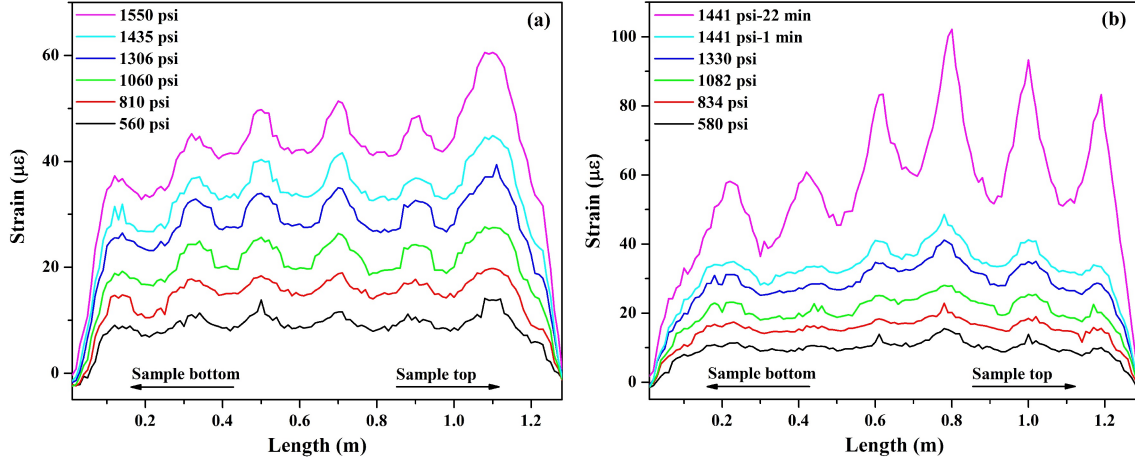 (a)
1550 psi
1435 psi
1306 psi
1060 psi
810 psi
560 psi
60
40
20
0
Strain (με)
Sample bottom
Sample top
0.2 0.4 0.6 0.8 1.0 1.2
Length (m)
(b)
1441 psi-22 min
1441 psi-1 min
1330 psi
1082 psi
834 psi
580 psi
100
80
60
40
20
0
Strain (με)
Sample bottom
Sample top
0.2 0.4 0.6 0.8 1.0 1.2
Length (m)